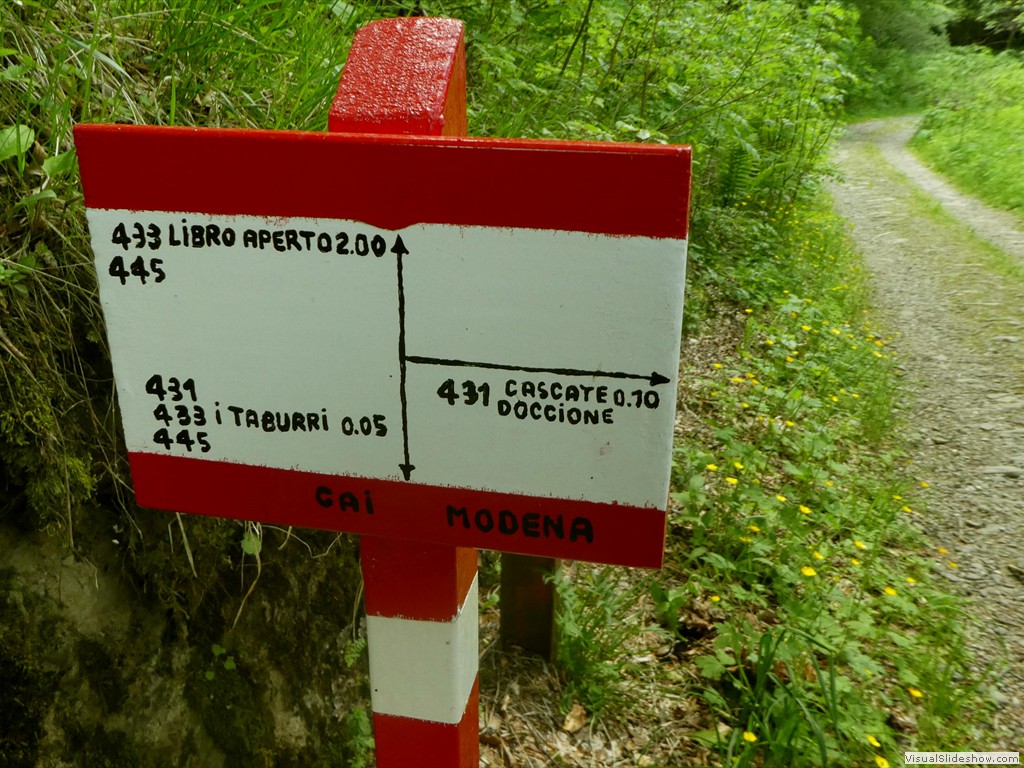 433 LiBRO APERTO 2.00
445
431 CASCATE 0.10
DOCCIONE
431
433 i TABURRI 0.05
445
CAi MODENA
VisualSlideshow.com